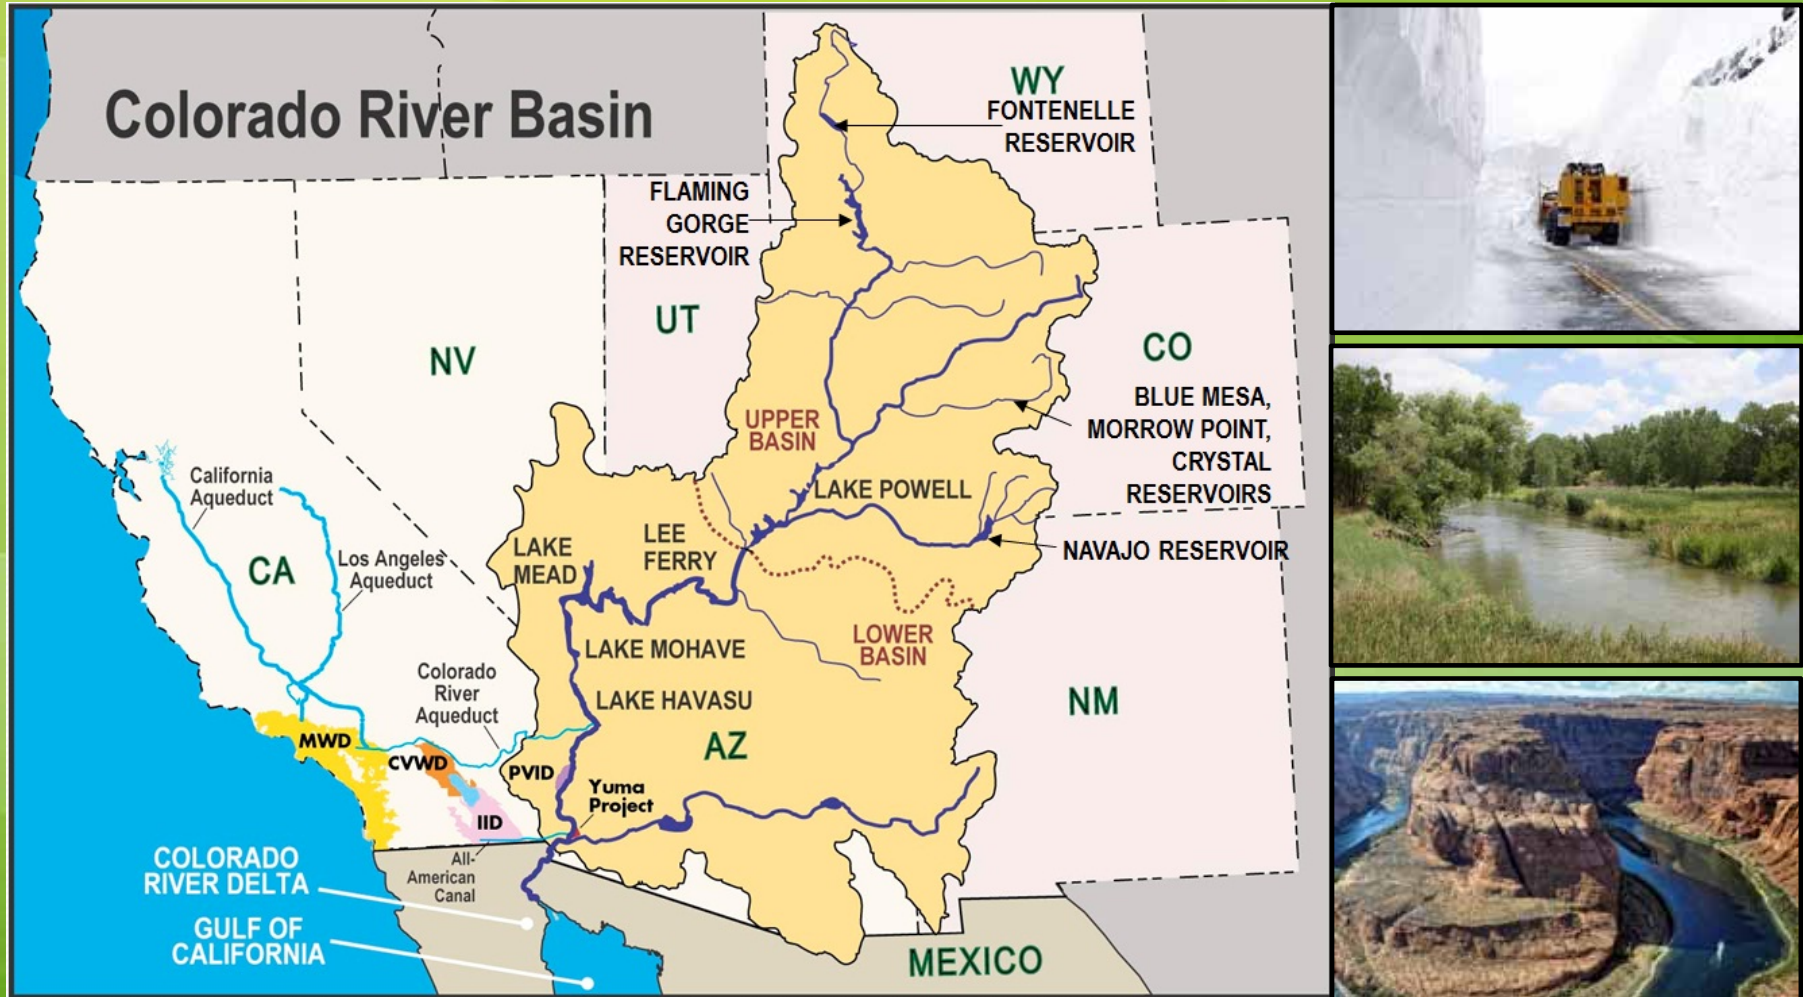 Colorado River Basin
WY
FONTENELLE
RESERVOIR
FLAMING
GORGE
RESERVOIR
UT
NV
CO
BLUE MESA,
MORROW POINT,
CRYSTAL
RESERVOIRS
UPPER
BASIN
California
Aqueduct
LAKE POWELL
LEE
FERRY
LAKE
MEAD
NAVAJO RESERVOIR
CA
Los Angeles
Aqueduct
LOWER
BASIN
LAKE MOHAVE
Colorado
River
Aqueduct
LAKE HAVASU
NM
AZ
MWD
CVWD
PVID
Yuma
Project
IID
All-
American
Canal
COLORADO
RIVER DELTA
GULF OF
CALIFORNIA
MEXICO